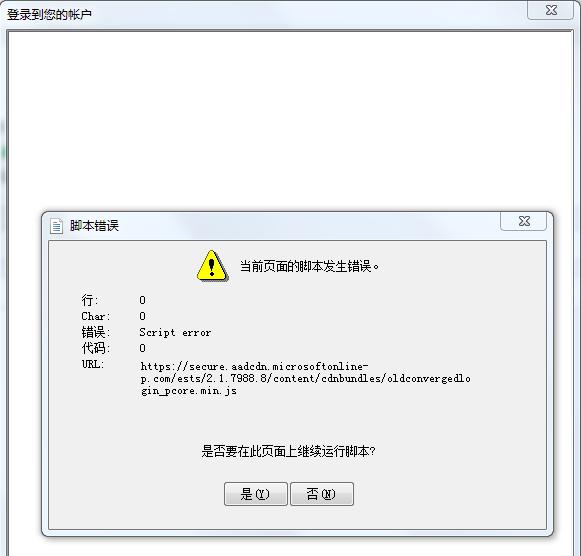 登录到您的帐户
脚本错误
当前页面的脚本发生错误。
行: 0
Char: 0
错误: Script error
代码: 0
URL: https://secure.aadcdn.microsoftonline-
p.com/ests/2.1.7988.8/content/cdnbundles/oldconvergedlo
gin_pcore.min.js
是否要在此页面上继续运行脚本?
是(Y) 否(N)